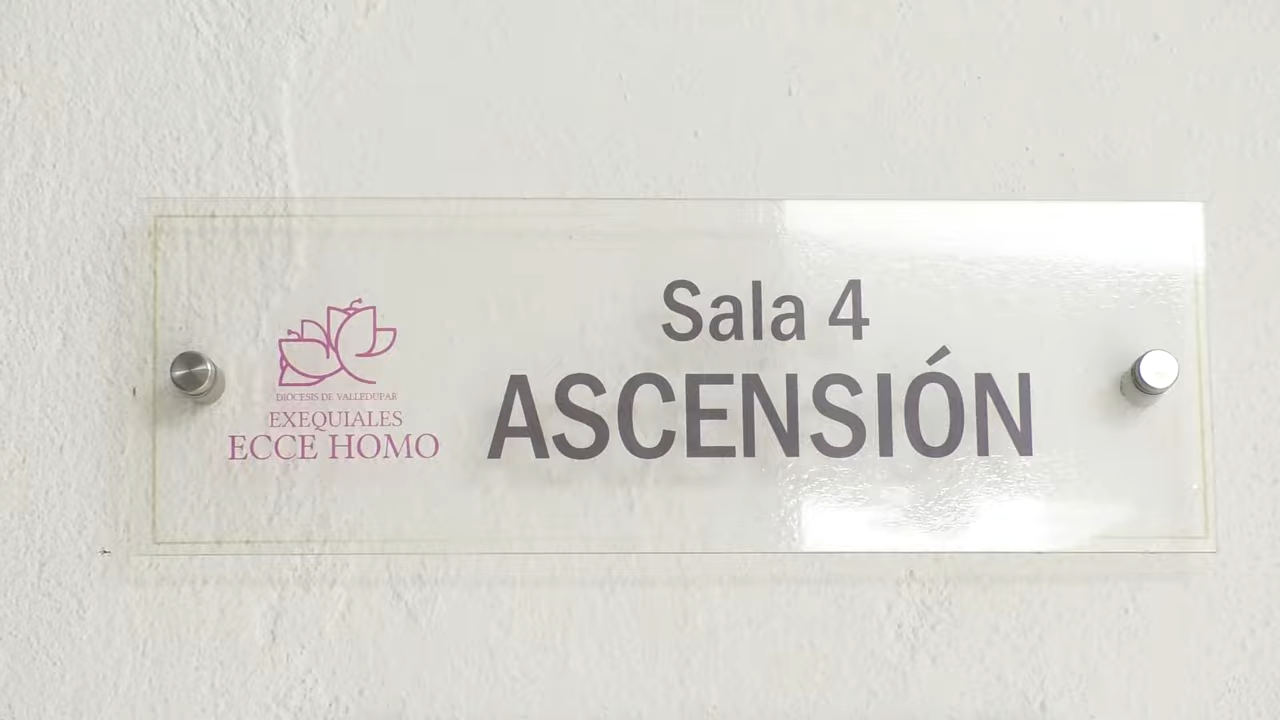 DIÓCESIS DE VALLEDUPAR
EXEQUIALES
ECCE HOMO
Sala 4
ASCENSIÓN